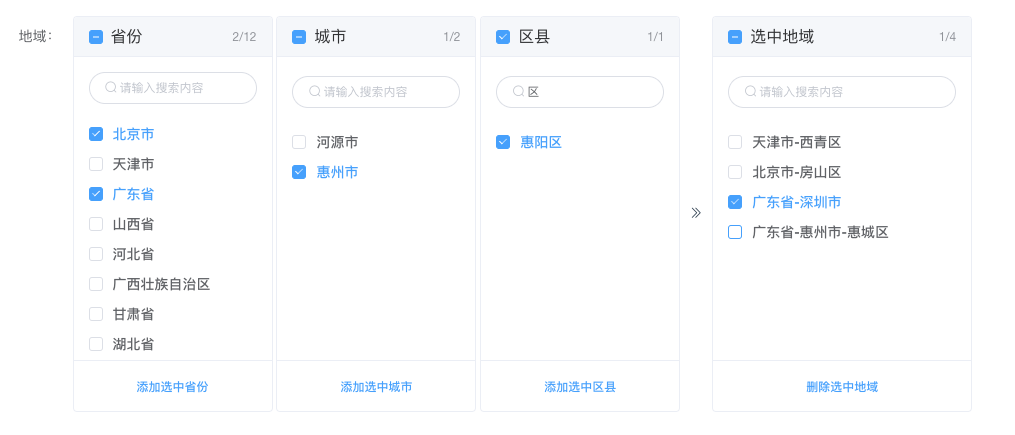 地域：
省份 2/12
请输入搜索内容
北京市
天津市
广东省
山西省
河北省
广西壮族自治区
甘肃省
湖北省
添加选中省份
城市 1/2
请输入搜索内容
河源市
惠州市
添加选中城市
区县 1/1
区
惠阳区
添加选中区县
选中地域 1/4
请输入搜索内容
天津市-西青区
北京市-房山区
广东省-深圳市
广东省-惠州市-惠城区
删除选中地域